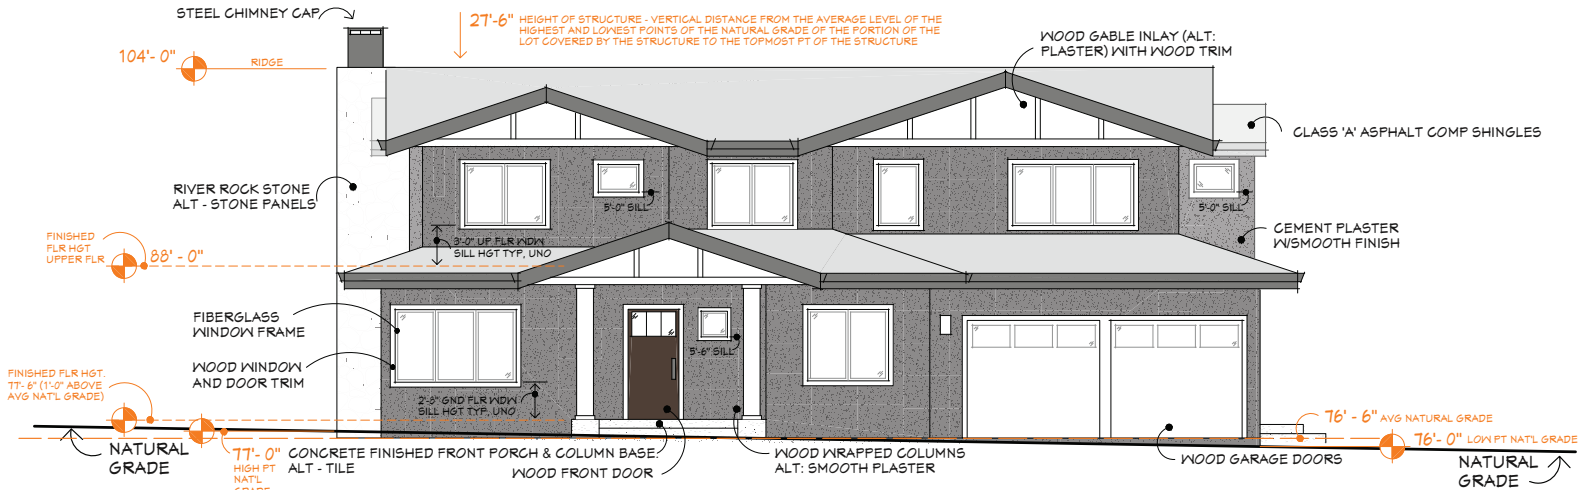 STEEL CHIMNEY CAP
27'-6" HEIGHT OF STRUCTURE - VERTICAL DISTANCE FROM THE AVERAGE LEVEL OF THE
HIGHEST AND LOWEST POINTS OF THE NATURAL GRADE OF THE PORTION OF THE
LOT COVERED BY THE STRUCTURE TO THE TOPMOST PT OF THE STRUCTURE
WOOD GABLE INLAY (ALT:
PLASTER) WITH WOOD TRIM
104'-0"
RIDGE
CLASS 'A' ASPHALT COMP SHINGLES
RIVER ROCK STONE
ALT - STONE PANELS
5'-0" SILL
5'-0" SILL
FINISHED
FLR HGT
UPPER FLR
88' - 0"
3'-0" UP FLR WDW
SILL HGT TYP, UNO
CEMENT PLASTER
W/SMOOTH FINISH
FIBERGLASS
WINDOW FRAME
5'-6" SILL
WOOD WINDOW
AND DOOR TRIM
FINISHED FLR HGT.
77'- 6" (1'-0" ABOVE
AVG NAT'L GRADE)
SILL HGT TYP, UNO
76' - 6" AVG NATURAL GRADE
76'- 0" LOW PT NAT'L GRADE
NATURAL
GRADE
77'- 0"
HIGH PT
NAT'L
CONCRETE FINISHED FRONT PORCH & COLUMN BASE.
ALT - TILE
WOOD FRONT DOOR
WOOD WRAPPED COLUMNS
ALT: SMOOTH PLASTER
WOOD GARAGE DOORS
NATURAL
GRADE